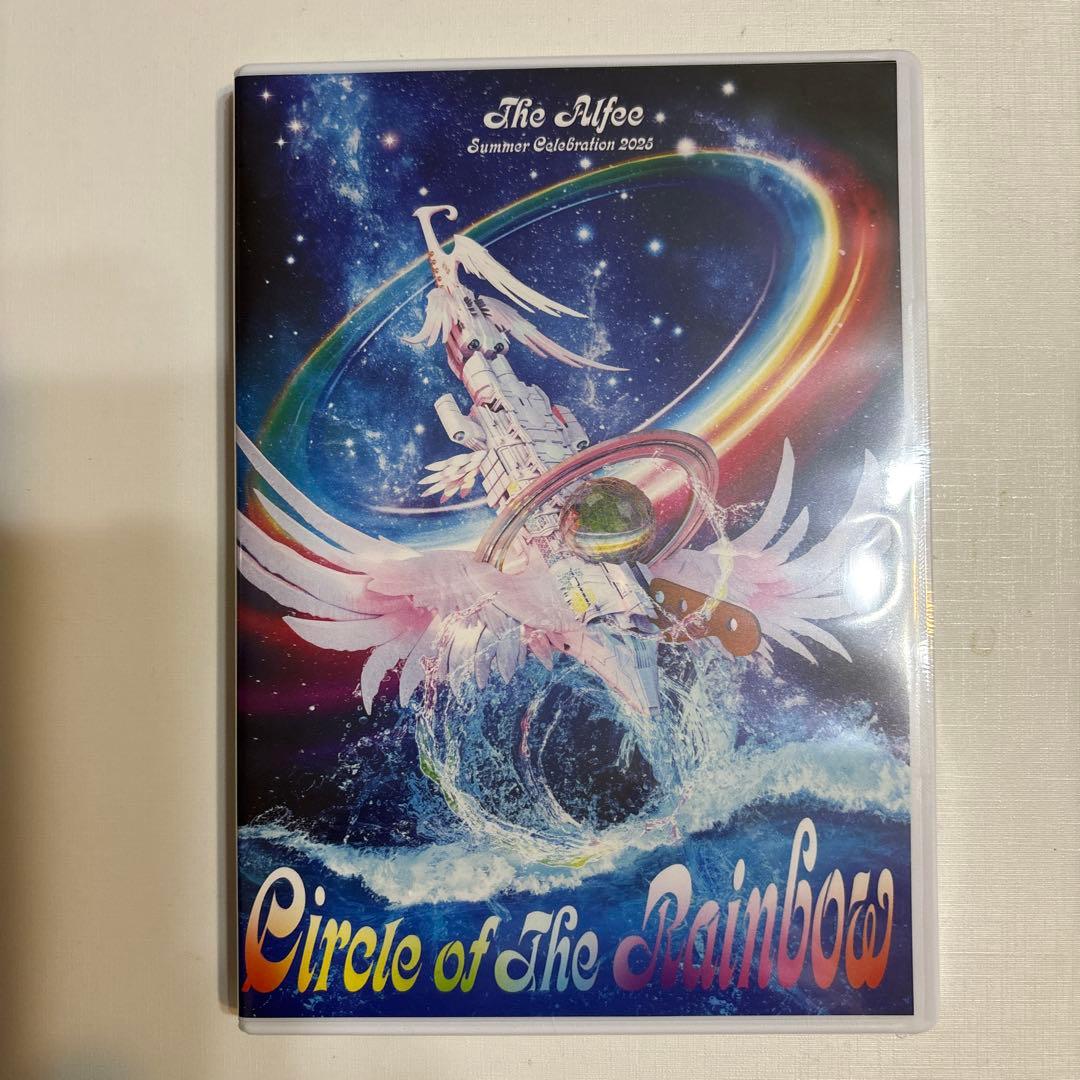 The Alfee
Summer Celebration 2025
Circle of The Rainbow